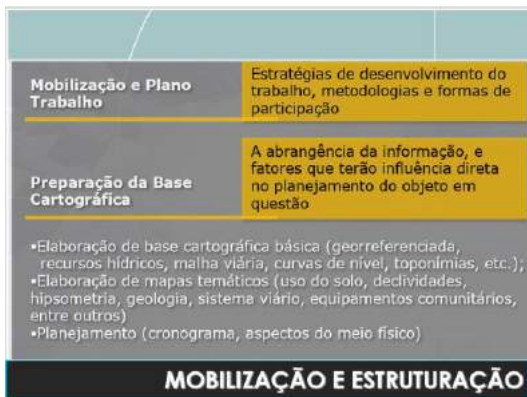 Mobilização e Plano
Trabalho
Estratégias de desenvolvimento do
trabalho, metodologias e formas de
participação
Preparação da Base
Cartográfica
A abrangência da informação, e
fatores que terão influência direta
no planejamento do objeto em
questão
▪Elaboração de base cartográfica básica (georreferenciada,
recursos hídricos, malha viária, curvas de nível, toponímias, etc.);
▪Elaboração de mapas temáticos (uso do solo, declividades,
hipsometria, geologia, sistema viário, equipamentos comunitários,
entre outros)
▪Planejamento (cronograma, aspectos do meio físico)
MOBILIZAÇÃO E ESTRUTURAÇÃO